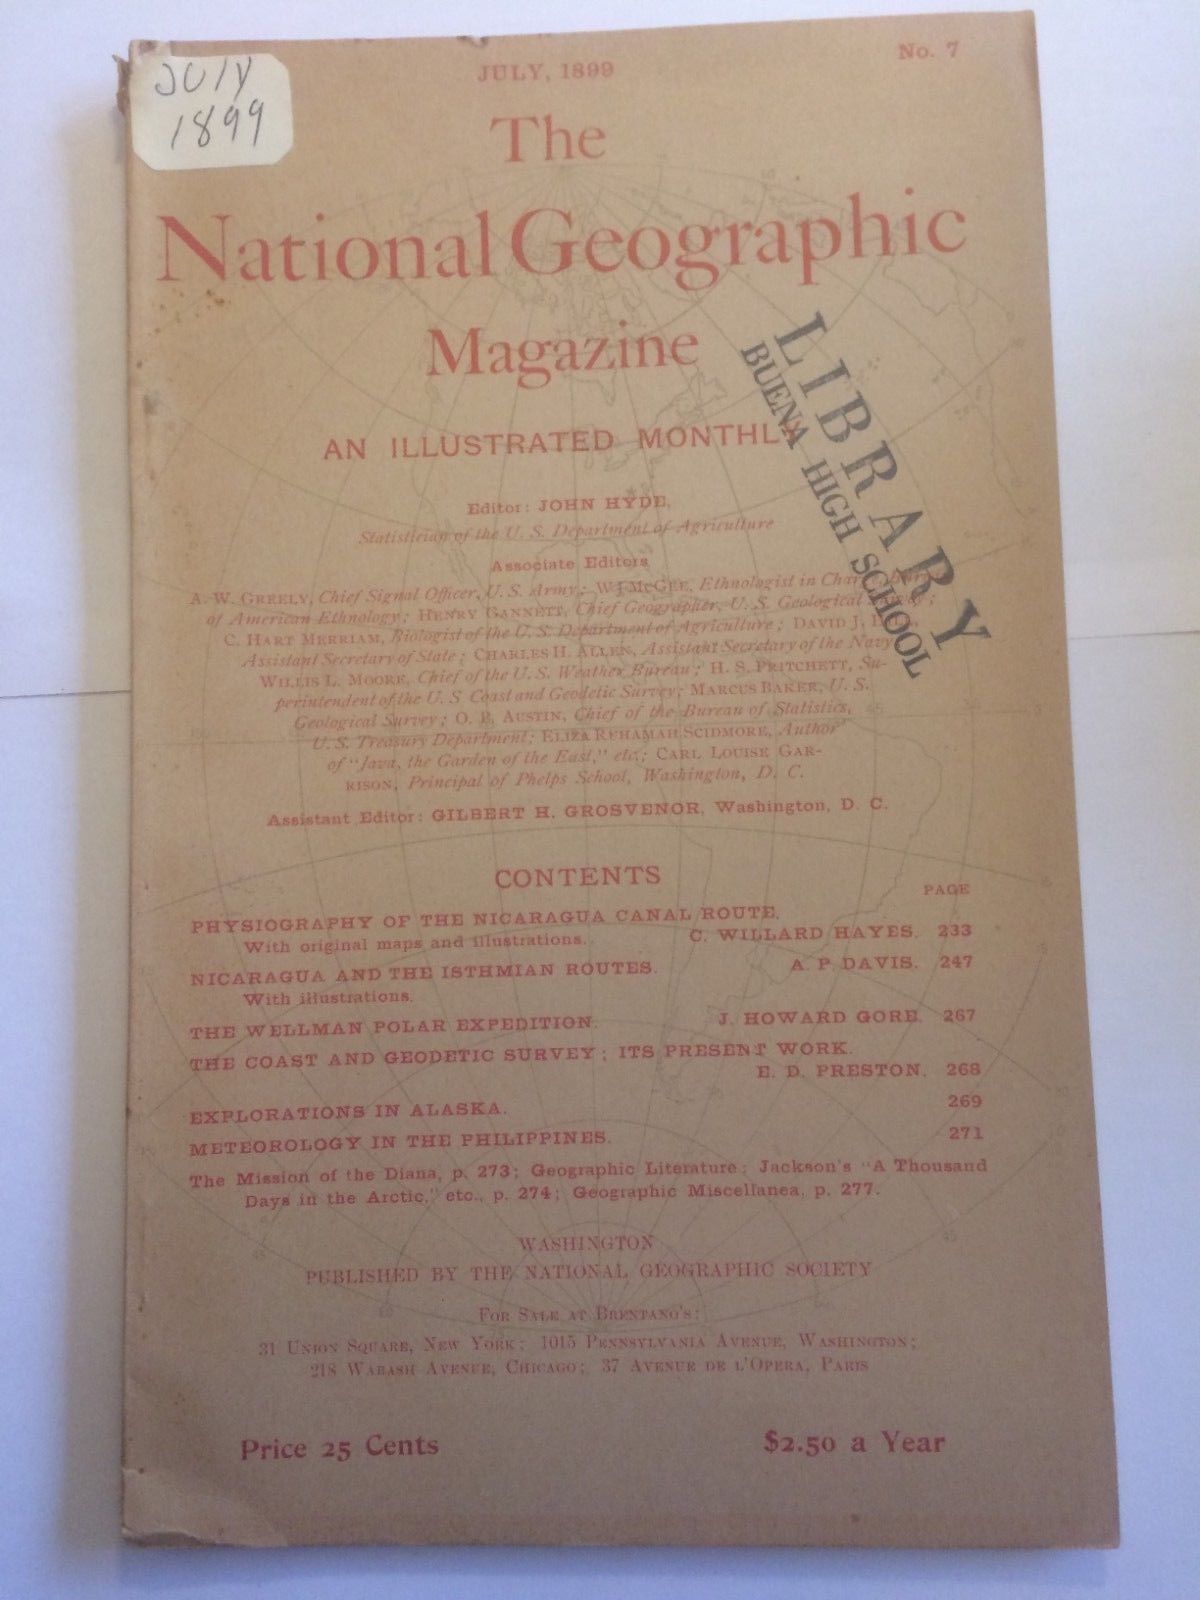 JULY
1899
JULY, 1899
No. 7
The
National Geographic
Magazine
AN ILLUSTRATED MONTHLY
LIBRARY
BUENA HIGH SCHOOL
Editor: JOHN HYDE,
Statistician of the U. S. Department of Agriculture
Associate Editors
A. W. GREELY, Chief Signal Officer, U. S. Army; W J MCGEE, Ethnologist in Charge, Bureau
of American Ethnology; HENRY GANNETT, Chief Geographer, U. S. Geological Survey;
C. HART MERRIAM, Biologist of the U. S. Department of Agriculture; DAVID J. HILL,
Assistant Secretary of State; CHARLES H. ALLEN, Assistant Secretary of the Navy
WILLIS L. MOORE, Chief of the U. S. Weather Bureau; H. S. PRITCHETT, Su-
perintendent of the U. S Coast and Geodetic Survey; MARCUS BAKER, U. S.
Geological Survey; O. P. AUSTIN, Chief of the Bureau of Statistics,
U. S. Treasury Department; ELIZA RUHAMAH SCIDMORE, Author
of "Java, the Garden of the East," etc.; CARL LOUISE GAR-
RISON, Principal of Phelps School, Washington, D. C.
Assistant Editor: GILBERT H. GROSVENOR, Washington, D. C.
CONTENTS
PAGE
PHYSIOGRAPHY OF THE NICARAGUA CANAL ROUTE.
With original maps and illustrations. C. WILLARD HAYES. 233
NICARAGUA AND THE ISTHMIAN ROUTES. A. P. DAVIS. 247
With illustrations.
THE WELLMAN POLAR EXPEDITION. J. HOWARD GORE. 267
THE COAST AND GEODETIC SURVEY; ITS PRESENT WORK.
E. D. PRESTON. 268
EXPLORATIONS IN ALASKA. 269
METEOROLOGY IN THE PHILIPPINES. 271
The Mission of the Diana, p. 273; Geographic Literature; Jackson's "A Thousand
Days in the Arctic," etc., p. 274; Geographic Miscellanea, p. 277.
WASHINGTON
PUBLISHED BY THE NATIONAL GEOGRAPHIC SOCIETY
FOR SALE AT BRENTANO'S:
31 UNION SQUARE, NEW YORK; 1015 PENNSYLVANIA AVENUE, WASHINGTON;
218 WABASH AVENUE, CHICAGO; 37 AVENUE DE L'OPERA, PARIS
Price 25 Cents
$2.50 a Year